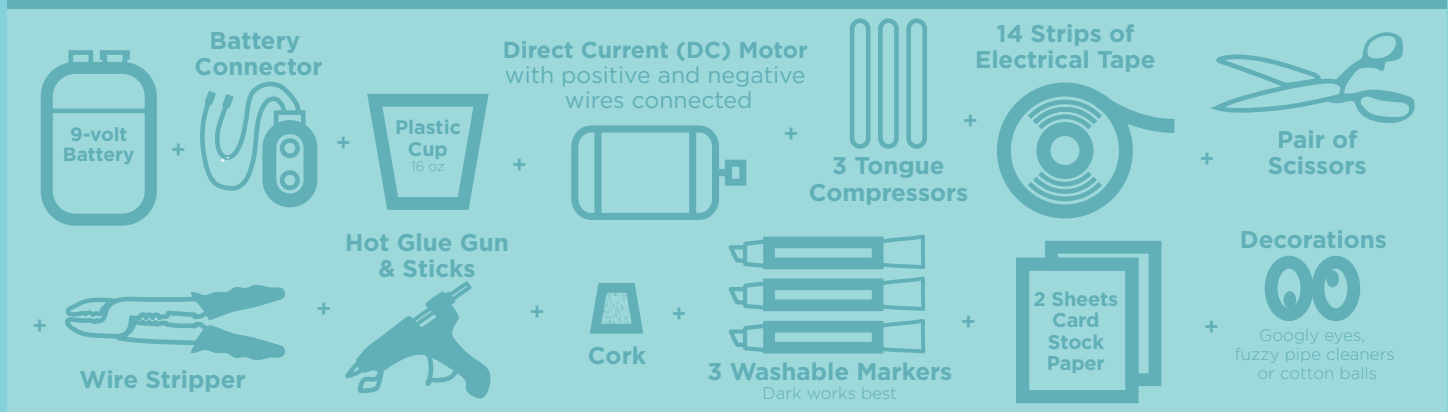 9-volt
Battery
+
Battery
Connector
+
Plastic
Cup
16 oz
+
Direct Current (DC) Motor
with positive and negative
wires connected
+
3 Tongue
Compressors
+
14 Strips of
Electrical Tape
+
Pair of
Scissors
+
Wire Stripper
+
Hot Glue Gun
& Sticks
+
Cork
+
3 Washable Markers
Dark works best
+
2 Sheets
Card
Stock
Paper
+
Decorations
Googly eyes,
fuzzy pipe cleaners
or cotton balls